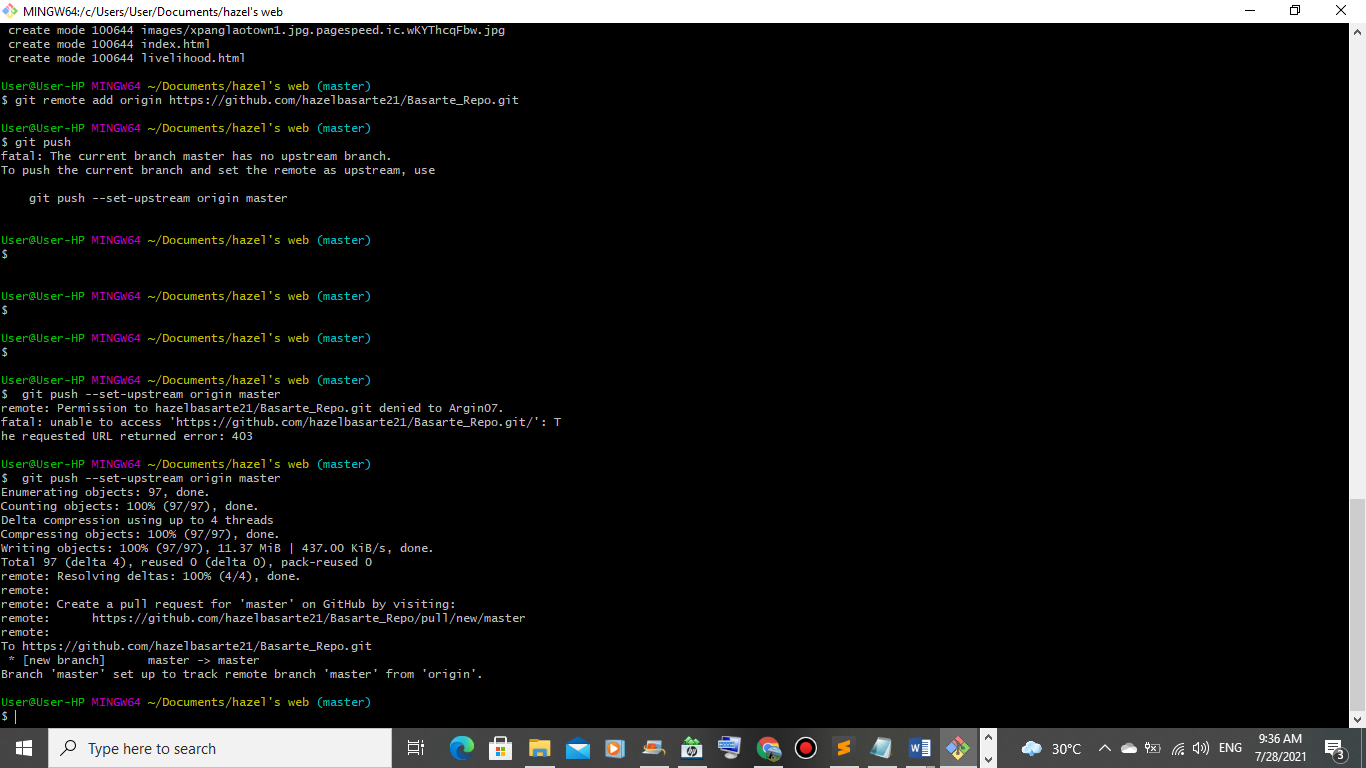 MINGW64:/c/Users/User/Documents/hazel's web
create mode 100644 images/xpanglaotown1.jpg.pagespeed.ic.wKYThcqFbw.jpg
create mode 100644 index.html
create mode 100644 livelihood.html
User@User-HP MINGW64 ~/Documents/hazel's web (master)
$ git remote add origin https://github.com/hazelbasarte21/Basarte_Repo.git
User@User-HP MINGW64 ~/Documents/hazel's web (master)
$ git push
fatal: The current branch master has no upstream branch.
To push the current branch and set the remote as upstream, use
git push --set-upstream origin master
User@User-HP MINGW64 ~/Documents/hazel's web (master)
$
User@User-HP MINGW64 ~/Documents/hazel's web (master)
$
User@User-HP MINGW64 ~/Documents/hazel's web (master)
$
User@User-HP MINGW64 ~/Documents/hazel's web (master)
$  git push --set-upstream origin master
remote: Permission to hazelbasarte21/Basarte_Repo.git denied to Argin07.
fatal: unable to access 'https://github.com/hazelbasarte21/Basarte_Repo.git/': T
he requested URL returned error: 403
User@User-HP MINGW64 ~/Documents/hazel's web (master)
$  git push --set-upstream origin master
Enumerating objects: 97, done.
Counting objects: 100% (97/97), done.
Delta compression using up to 4 threads
Compressing objects: 100% (97/97), done.
Writing objects: 100% (97/97), 11.37 MiB | 437.00 KiB/s, done.
Total 97 (delta 4), reused 0 (delta 0), pack-reused 0
remote: Resolving deltas: 100% (4/4), done.
remote:
remote: Create a pull request for 'master' on GitHub by visiting:
remote:      https://github.com/hazelbasarte21/Basarte_Repo/pull/new/master
remote:
To https://github.com/hazelbasarte21/Basarte_Repo.git
* [new branch]      master -> master
Branch 'master' set up to track remote branch 'master' from 'origin'.
User@User-HP MINGW64 ~/Documents/hazel's web (master)
$
Type here to search
30°C
ENG
9:36 AM
7/28/2021
3